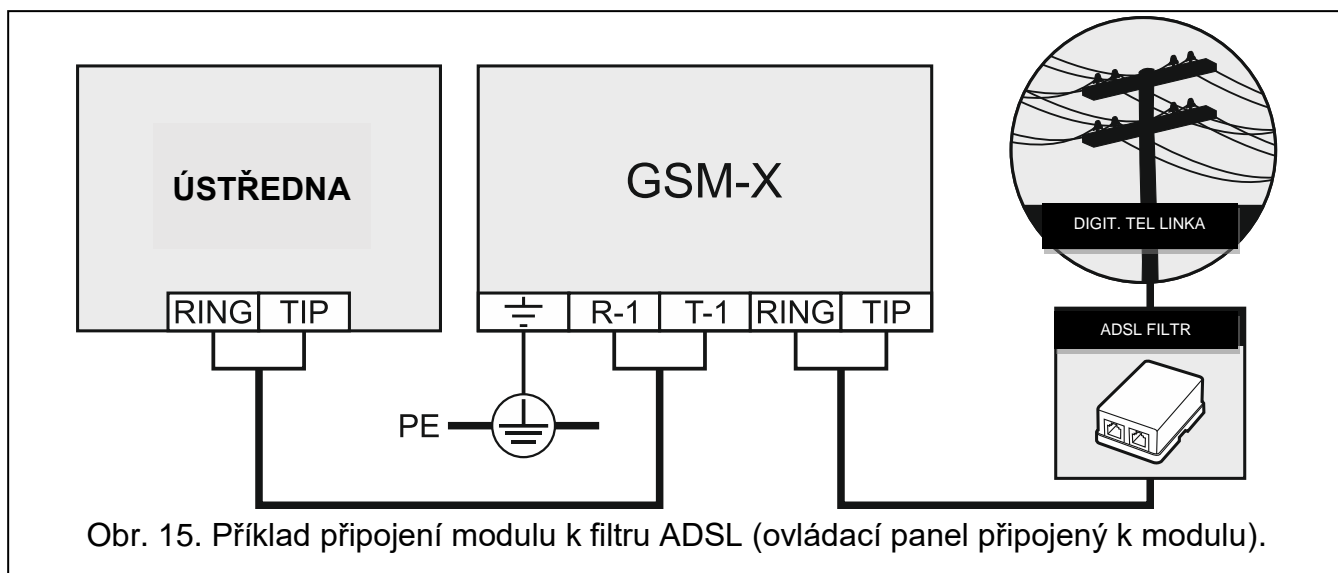 ÚSTŘEDNA
RING TIP
GSM-X
R-1 T-1 RING TIP
PE
DIGIT. TEL LINKA
ADSL FILTR
Obr. 15. Příklad připojení modulu k filtru ADSL (ovládací panel připojený k modulu).